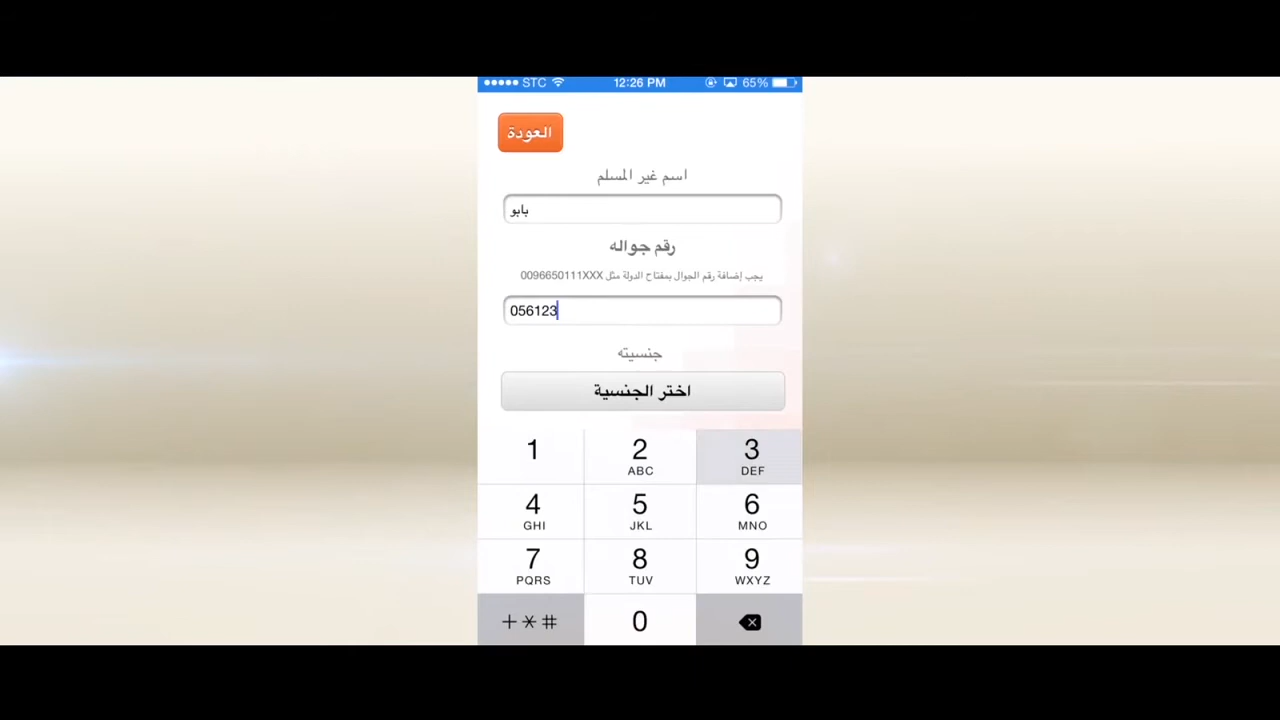 STC 12:26 PM 65%
العودة
اسم غير المسلم
بابو
رقم جواله
يجب إضافة رقم الجوال بمفتاح الدولة مثل 0096650111XXX
056123
جنسيته
اختر الجنسية
1 2 3
ABC DEF
4 5 6
GHI JKL MNO
7 8 9
PQRS TUV WXYZ
+*# 0